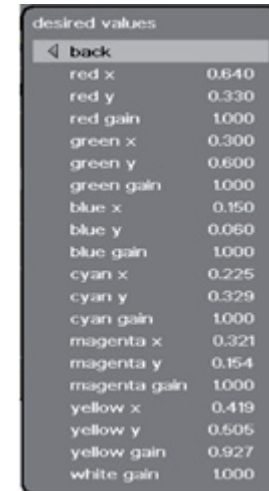 desired values
back
red x 0.640
red y 0.330
red gain 1.000
green x 0.300
green y 0.600
green gain 1.000
blue x 0.150
blue y 0.060
blue gain 1.000
cyan x 0.225
cyan y 0.329
cyan gain 1.000
magenta x 0.321
magenta y 0.154
magenta gain 1.000
yellow x 0.419
yellow y 0.505
yellow gain 0.927
white gain 1.000